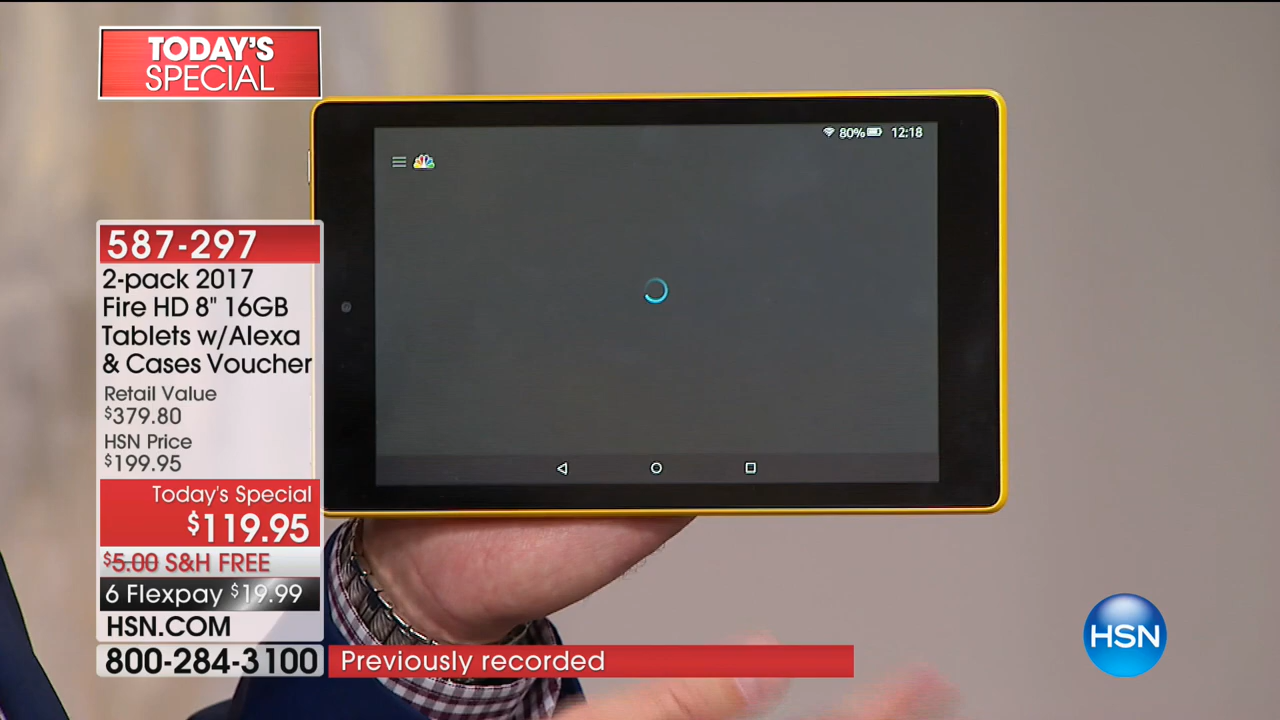 TODAY'S
SPECIAL
80% 12:18
587-297
2-pack 2017
Fire HD 8" 16GB
Tablets w/Alexa
& Cases Voucher
Retail Value
$379.80
HSN Price
$199.95
Today's Special
$119.95
$5.00 S&H FREE
6 Flexpay $19.99
HSN.COM
800-284-3100
Previously recorded
HSN